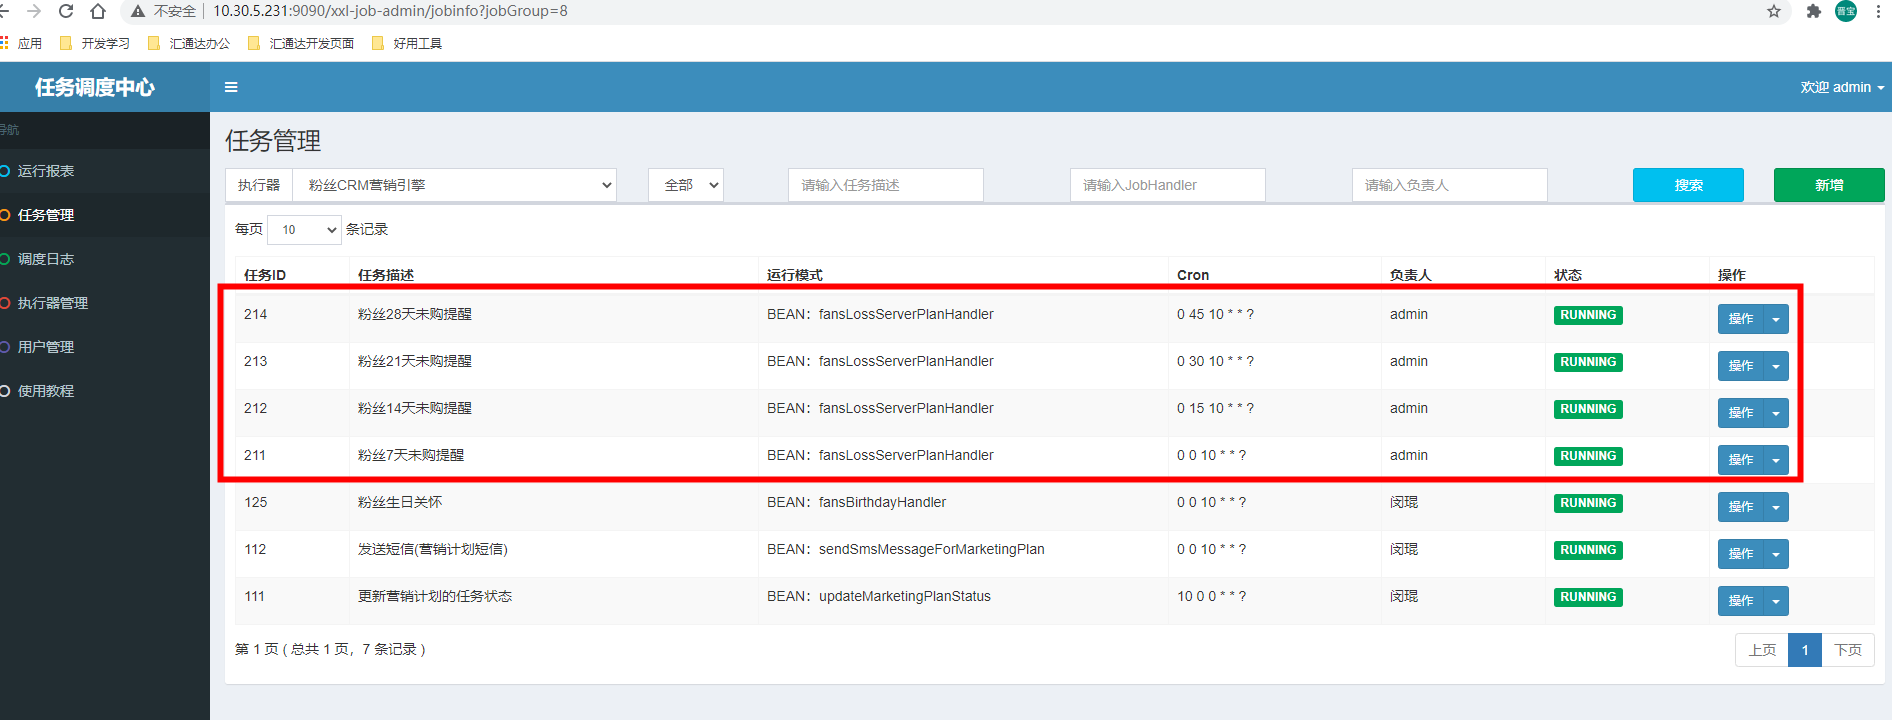 不安全 10.30.5.231:9090/xxl-job-admin/jobinfo?jobGroup=8 晋宝
应用 开发学习 汇通达办公 汇通达开发页面 好用工具
任务调度中心 欢迎 admin
导航
运行报表
任务管理
调度日志
执行器管理
用户管理
使用教程
任务管理
执行器 粉丝CRM营销引擎 全部 请输入任务描述 请输入JobHandler 请输入负责人 搜索 新增
每页 10 条记录
任务ID 任务描述 运行模式 Cron 负责人 状态 操作
214 粉丝28天未购提醒 BEAN：fansLossServerPlanHandler 0 45 10 * * ? admin RUNNING 操作
213 粉丝21天未购提醒 BEAN：fansLossServerPlanHandler 0 30 10 * * ? admin RUNNING 操作
212 粉丝14天未购提醒 BEAN：fansLossServerPlanHandler 0 15 10 * * ? admin RUNNING 操作
211 粉丝7天未购提醒 BEAN：fansLossServerPlanHandler 0 0 10 * * ? admin RUNNING 操作
125 粉丝生日关怀 BEAN：fansBirthdayHandler 0 0 10 * * ? 闵琨 RUNNING 操作
112 发送短信(营销计划短信) BEAN：sendSmsMessageForMarketingPlan 0 0 10 * * ? 闵琨 RUNNING 操作
111 更新营销计划的任务状态 BEAN：updateMarketingPlanStatus 10 0 0 * * ? 闵琨 RUNNING 操作
第 1 页 ( 总共 1 页，7 条记录 ) 上页 1 下页